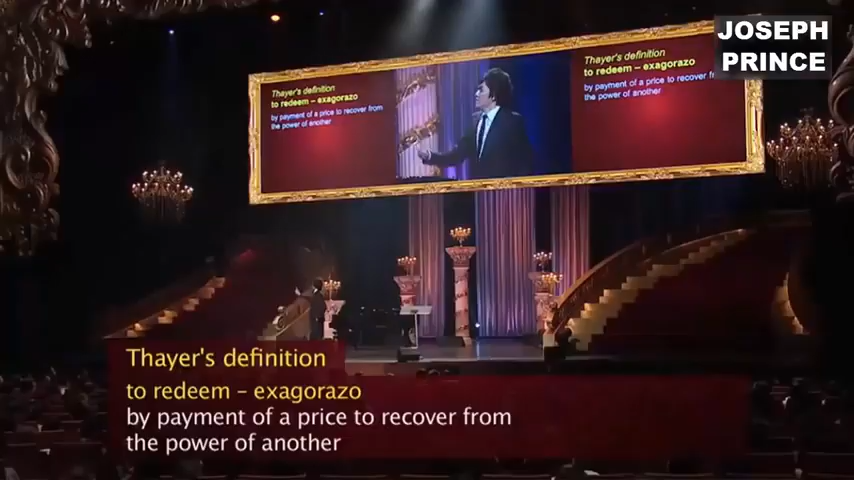 JOSEPH
PRINCE
Thayer's definition
to redeem – exagorazo
by payment of a price to recover from
the power of another
Thayer's definition
to redeem – exagorazo
by payment of a price to recover
the power of another
Thayer's definition
to redeem – exagorazo
by payment of a price to recover from
the power of another